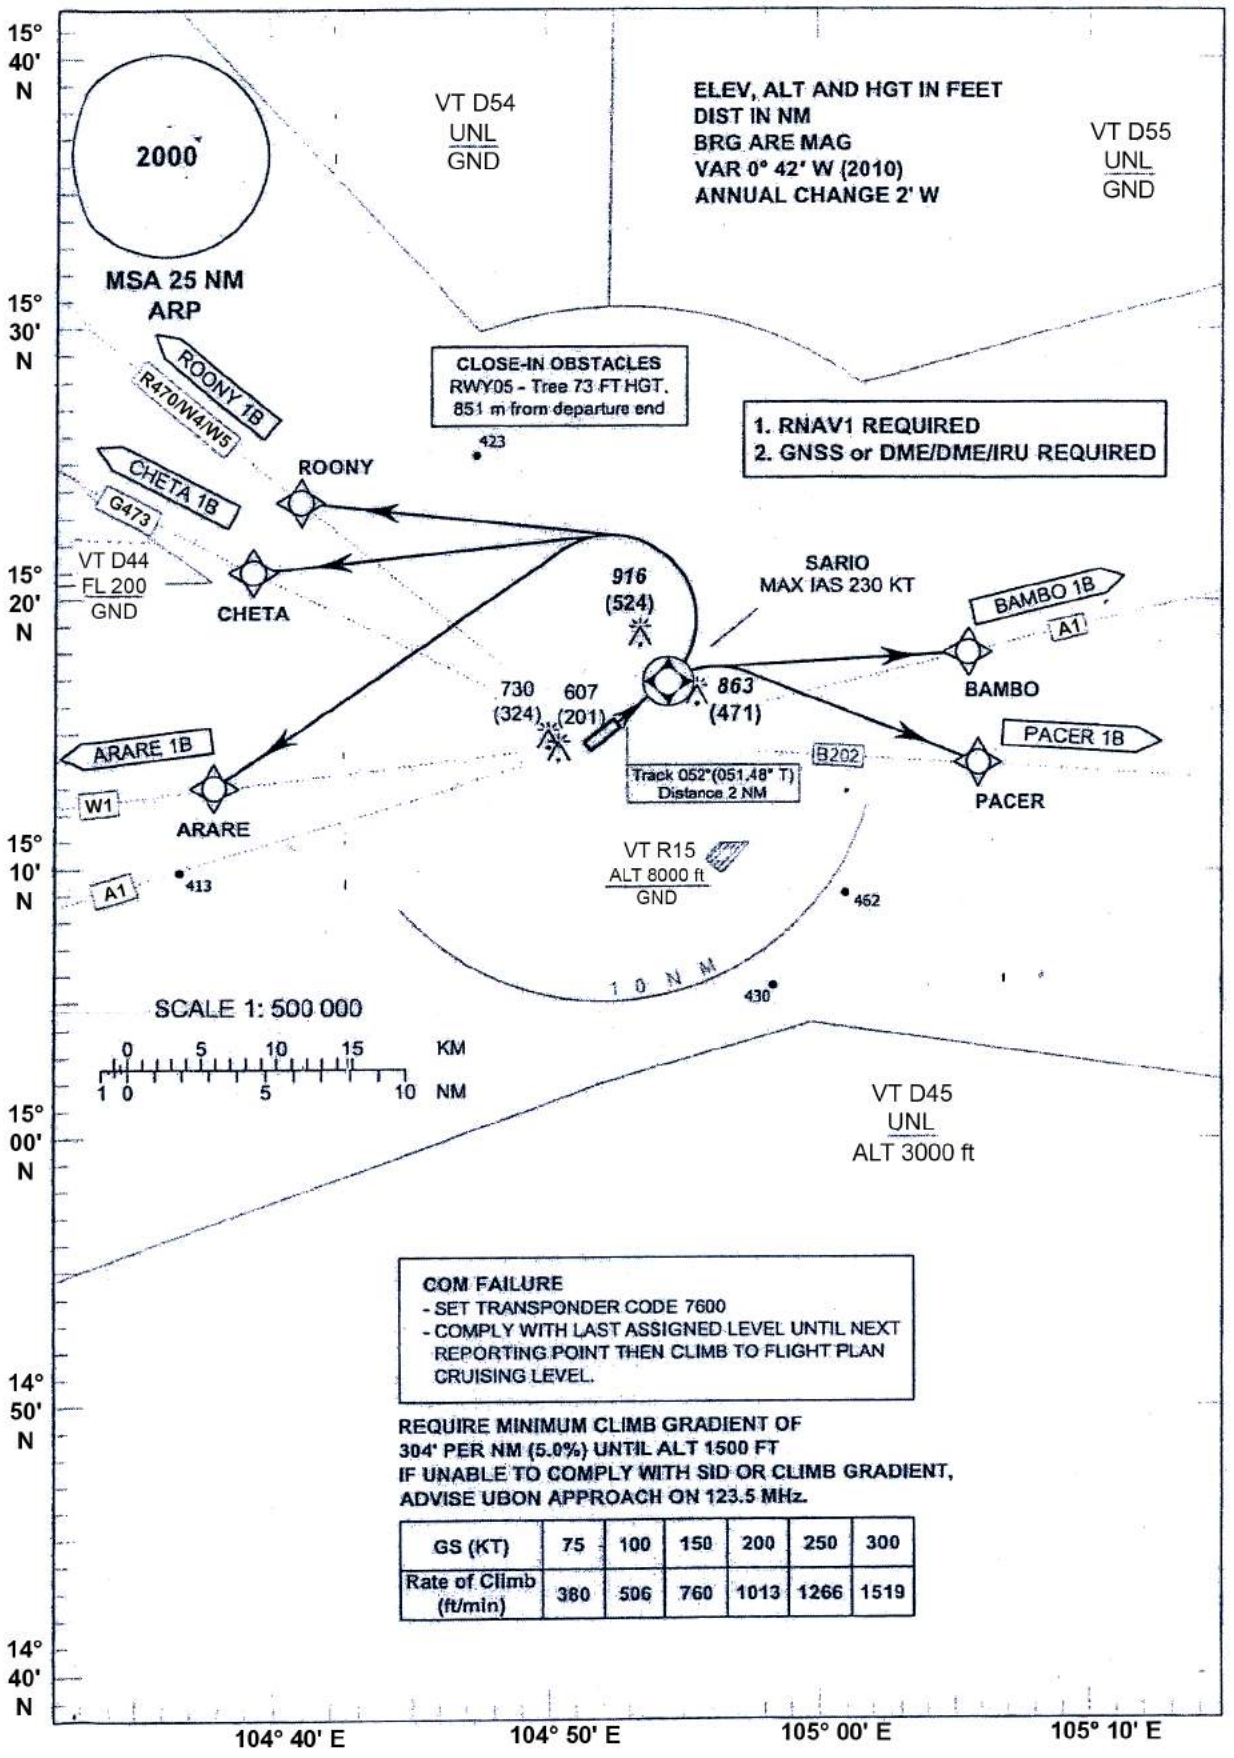 15°
40'
N
2000
MSA 25 NM
ARP
VT D54
UNL
GND
ELEV, ALT AND HGT IN FEET
DIST IN NM
BRG ARE MAG
VAR 0° 42' W (2010)
ANNUAL CHANGE 2' W
VT D55
UNL
GND
15°
30'
N
CLOSE-IN OBSTACLES
RWY05 - Tree 73 FT HGT.
851 m from departure end
423
1. RNAV1 REQUIRED
2. GNSS or DME/DME/IRU REQUIRED
ROONY 1B
R470/W4/W5
ROONY
CHETA 1B
G473
VT D44
FL 200
GND
CHETA
15°
20'
N
916
(524)
SARIO
MAX IAS 230 KT
BAMBO 1B
A1
BAMBO
730
(324)
607
(201)
863
(471)
PACER 1B
B202
PACER
Track 052°(051.48° T)
Distance 2 NM
ARARE 1B
W1
ARARE
15°
10'
N
A1
413
VT R15
ALT 8000 ft
GND
462
10 NM
430
SCALE 1: 500 000
0 5 10 15 KM
1 0 5 10 NM
15°
00'
N
VT D45
UNL
ALT 3000 ft
COM FAILURE
- SET TRANSPONDER CODE 7600
- COMPLY WITH LAST ASSIGNED LEVEL UNTIL NEXT
REPORTING POINT THEN CLIMB TO FLIGHT PLAN
CRUISING LEVEL.
14°
50'
N
REQUIRE MINIMUM CLIMB GRADIENT OF
304' PER NM (5.0%) UNTIL ALT 1500 FT
IF UNABLE TO COMPLY WITH SID OR CLIMB GRADIENT,
ADVISE UBON APPROACH ON 123.5 MHz.
GS (KT) 75 100 150 200 250 300
Rate of Climb
(ft/min) 380 506 760 1013 1266 1519
14°
40'
N
104° 40' E 104° 50' E 105° 00' E 105° 10' E